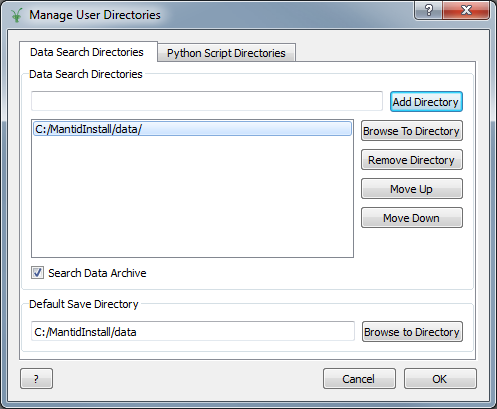 Manage User Directories
Data Search Directories Python Script Directories
Data Search Directories
Add Directory
C:/MantidInstall/data/
Browse To Directory
Remove Directory
Move Up
Move Down
Search Data Archive
Default Save Directory
C:/MantidInstall/data Browse to Directory
? Cancel OK